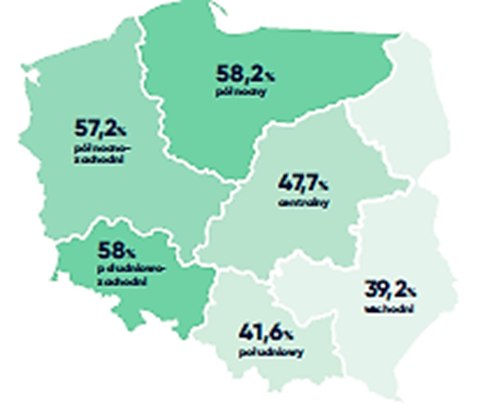 58,2%
północny
57,2%
północno-
zachodni
47,7%
centralny
58%
południowo-
zachodni
39,2%
wschodni
41,6%
południowy